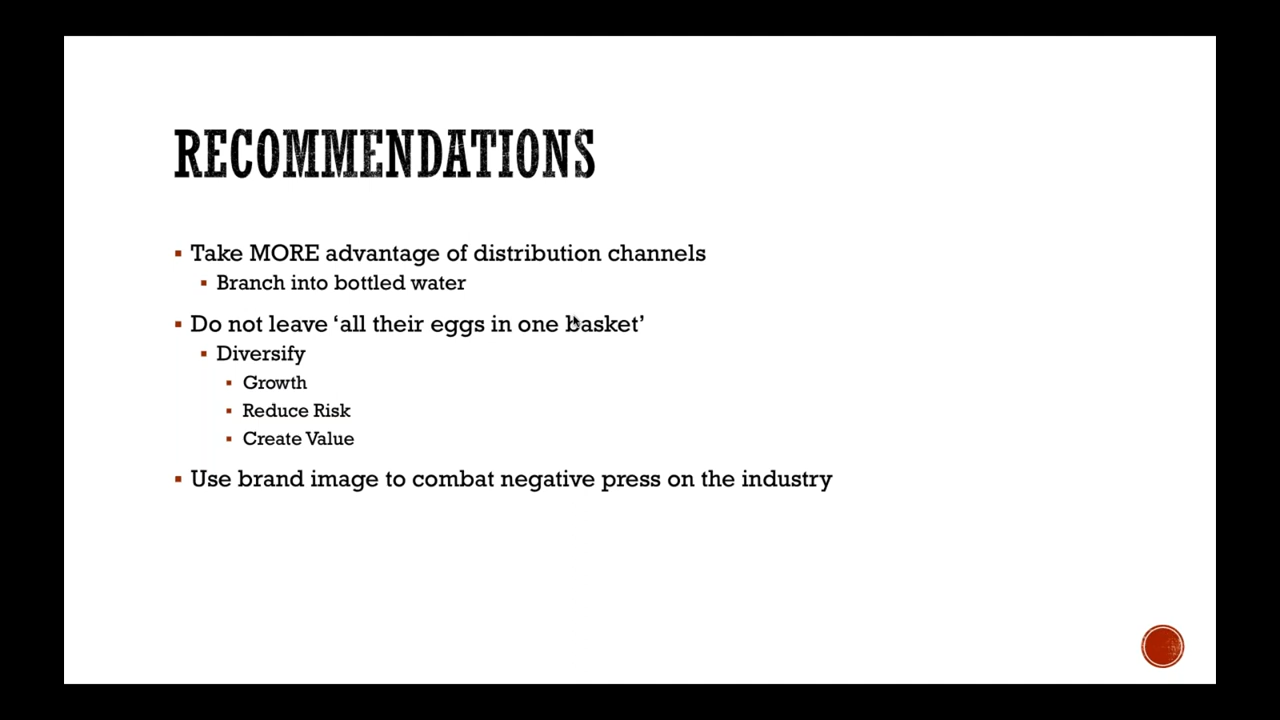 RECOMMENDATIONS
Take MORE advantage of distribution channels
Branch into bottled water
Do not leave ‘all their eggs in one basket’
Diversify
Growth
Reduce Risk
Create Value
Use brand image to combat negative press on the industry